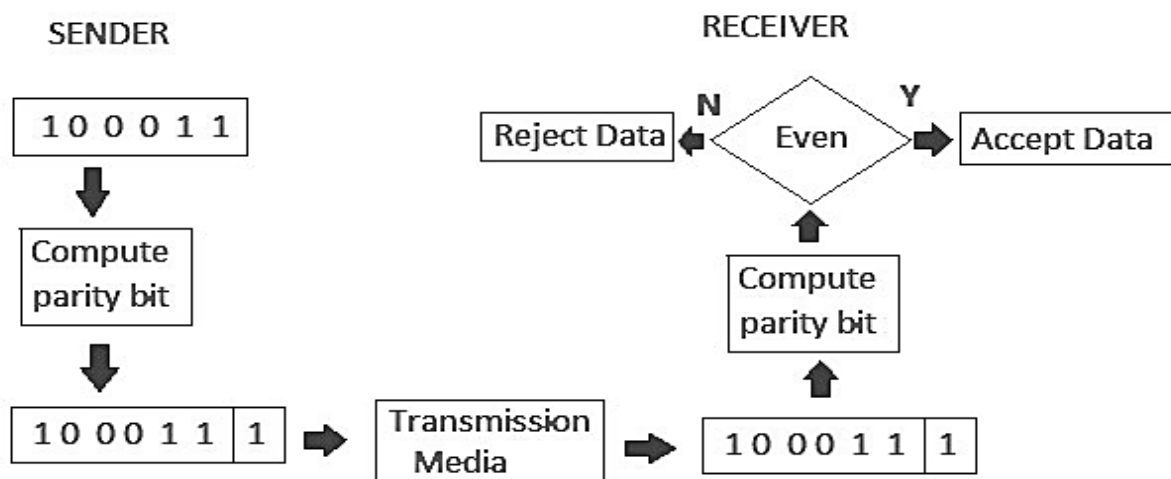 SENDER
1 0 0 0 1 1
Compute
parity bit
1 0 0 0 1 1 1
Transmission
Media
RECEIVER
N
Y
Reject Data
Even
Accept Data
Compute
parity bit
1 0 0 0 1 1 1